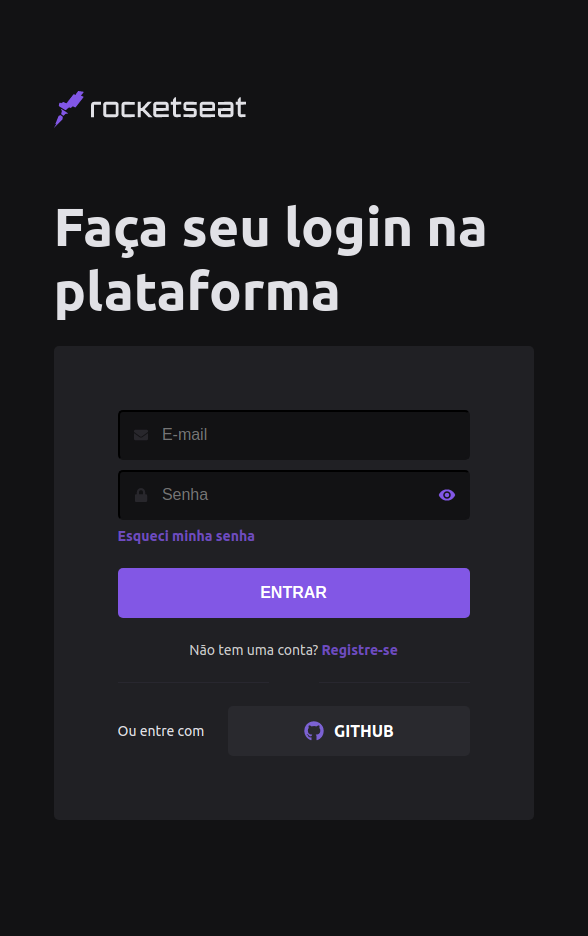 rocketseat
Faça seu login na
plataforma
E-mail
Senha
Esqueci minha senha
ENTRAR
Não tem uma conta? Registre-se
Ou entre com GITHUB